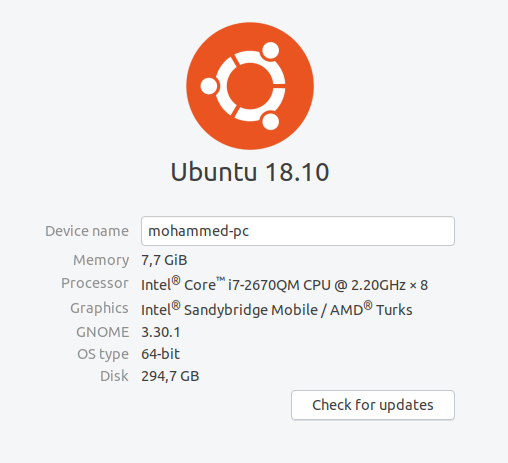 Ubuntu 18.10
Device name mohammed-pc
Memory 7,7 GiB
Processor Intel® Core™ i7-2670QM CPU @ 2.20GHz × 8
Graphics Intel® Sandybridge Mobile / AMD® Turks
GNOME 3.30.1
OS type 64-bit
Disk 294,7 GB
Check for updates